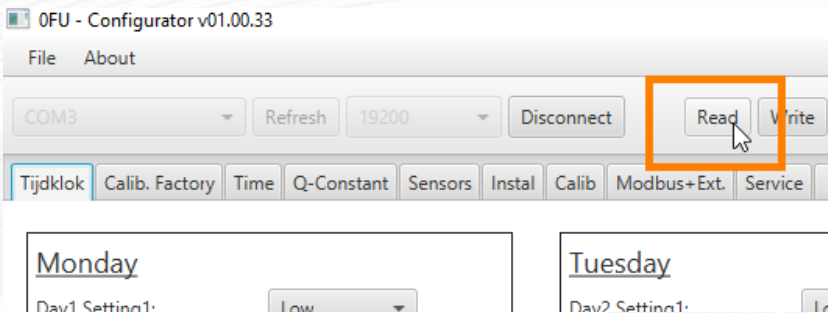 0FU - Configurator v01.00.33
File About
COM3 Refresh 19200 Disconnect Read Write
Tijdklok Calib. Factory Time Q-Constant Sensors Instal Calib Modbus+Ext. Service
Monday Tuesday
Day1 Setting1: Low Day2 Setting1: